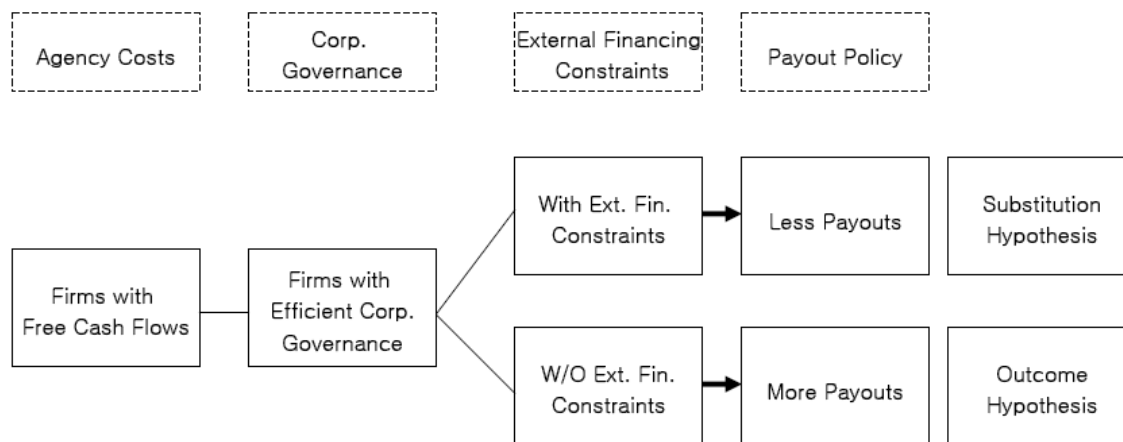 Agency Costs
Corp.
Governance
External Financing
Constraints
Payout Policy
With Ext. Fin.
Constraints
Less Payouts
Substitution
Hypothesis
Firms with
Free Cash Flows
Firms with
Efficient Corp.
Governance
W/O Ext. Fin.
Constraints
More Payouts
Outcome
Hypothesis